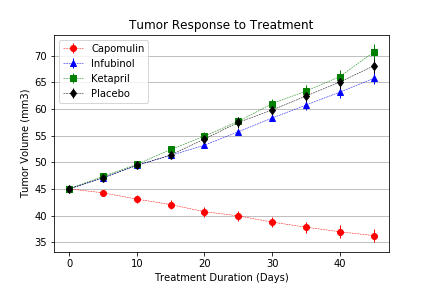 Tumor Response to Treatment
Capomulin
Infubinol
Ketapril
Placebo
Tumor Volume (mm3)
70
65
60
55
50
45
40
35
0
10
20
30
40
Treatment Duration (Days)